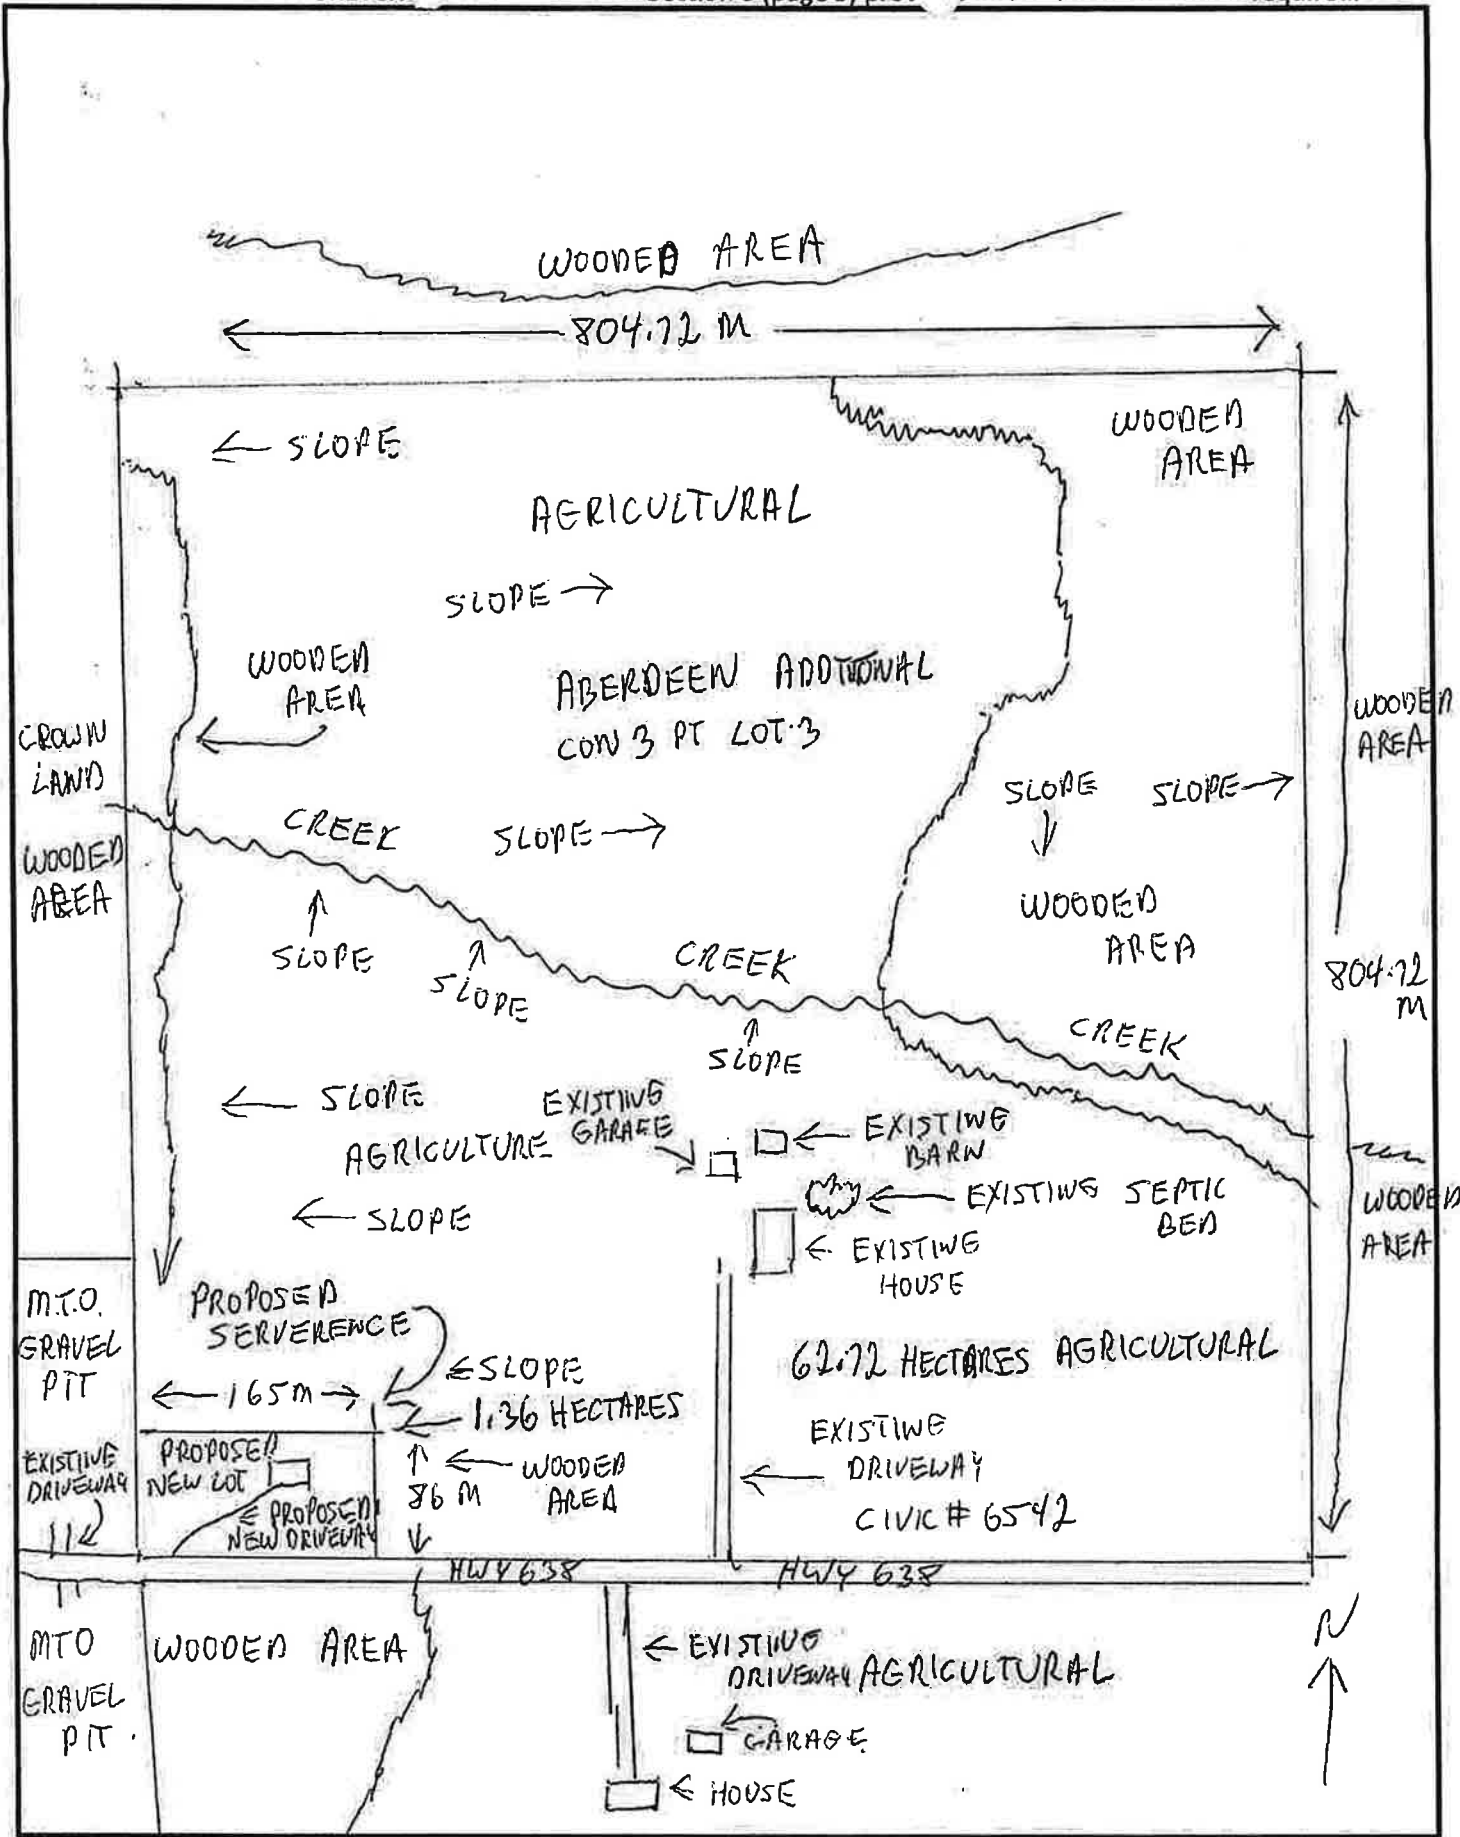 WOODED AREA
804.72 M
← SLOPE
WOODED
AREA
AGRICULTURAL
SLOPE →
WOODED
AREA
ABERDEEN ADDTIONAL
CON 3 PT LOT.3
CROWN
LAND
WOODED
AREA
WOODED
AREA
SLOPE
SLOPE →
CREEK
SLOPE →
WOODED
AREA
SLOPE
SLOPE
CREEK
804.72
M
CREEK
SLOPE
← SLOPE
EXISTING
GARAGE
EXISTING
BARN
AGRICULTURE
← EXISTING SEPTIC
BED
WOODED
AREA
← SLOPE
← EXISTING
HOUSE
M.T.O.
GRAVEL
PIT
PROPOSED
SERVERENCE
← SLOPE
62.72 HECTARES AGRICULTURAL
← 165 M →
← 1.36 HECTARES
EXISTING
DRIVEWAY
PROPOSED
NEW LOT
← PROPOSED
NEW DRIVEWAY
86 M
← WOODED
AREA
EXISTING
← DRIVEWAY
CIVIC # 6542
HWY 638
HWY 638
MTO
GRAVEL
PIT.
WOODED AREA
← EXISTING
DRIVEWAY
AGRICULTURAL
N
GARAGE
← HOUSE